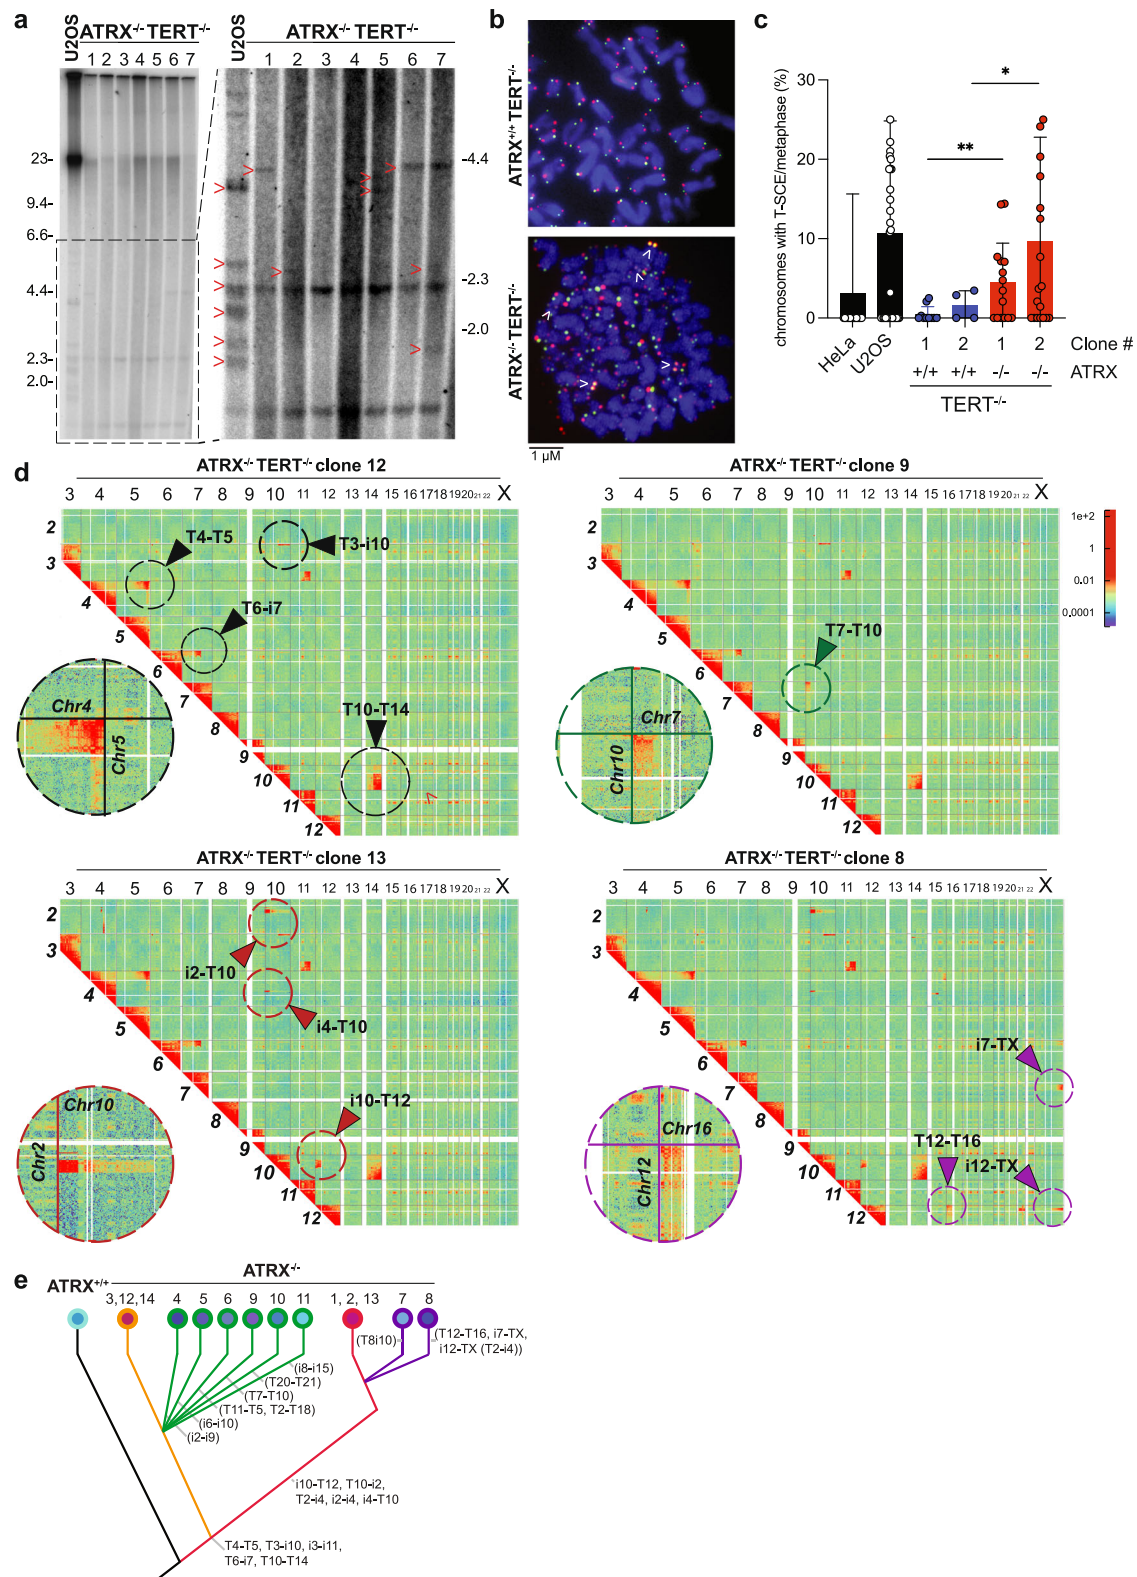 a
U2OS
ATRX-/- TERT-/-
1 2 3 4 5 6 7
23-
9.4-
6.6-
4.4-
2.3-
2.0-
U2OS
ATRX-/- TERT-/-
1 2 3 4 5 6 7
-4.4
-2.3
-2.0
b
ATRX+/+ TERT-/-
ATRX-/- TERT-/-
1 μM
c
chromosomes with T-SCE/metaphase (%)
30
20
10
0
*
**
HeLa
U2OS
1 2 1 2 Clone #
+/+ +/+ -/- -/- ATRX
TERT-/-
d
ATRX-/- TERT-/- clone 12
3 4 5 6 7 8 9 10 11 12 13 14 15 16 17 18 19 20 21 22 X
2
3
4
5
6
7
8
9
10
11
12
T4-T5
T3-i10
T6-i7
T10-T14
Chr4
Chr5
ATRX-/- TERT-/- clone 9
3 4 5 6 7 8 9 10 11 12 13 14 15 16 17 18 19 20 21 22 X
2
3
4
5
6
7
8
9
10
11
12
T7-T10
Chr7
Chr10
1e+2
1
0.01
0.0001
ATRX-/- TERT-/- clone 13
3 4 5 6 7 8 9 10 11 12 13 14 15 16 17 18 19 20 21 22 X
2
3
4
5
6
7
8
9
10
11
12
i2-T10
i4-T10
i10-T12
Chr10
Chr2
ATRX-/- TERT-/- clone 8
3 4 5 6 7 8 9 10 11 12 13 14 15 16 17 18 19 20 21 22 X
2
3
4
5
6
7
8
9
10
11
12
i7-TX
T12-T16
i12-TX
Chr16
Chr12
e
ATRX+/+
ATRX-/-
3,12,14 4 5 6 9 10 11 1, 2, 13 7 8
(T8i10)
(T12-T16, i7-TX,
i12-TX (T2-i4))
(i8-i15)
(T20-T21)
(T7-T10)
(T11-T5, T2-T18)
(i6-i10)
(i2-i9)
i10-T12, T10-i2,
T2-i4, i2-i4, i4-T10
T4-T5, T3-i10, i3-i11,
T6-i7, T10-T14